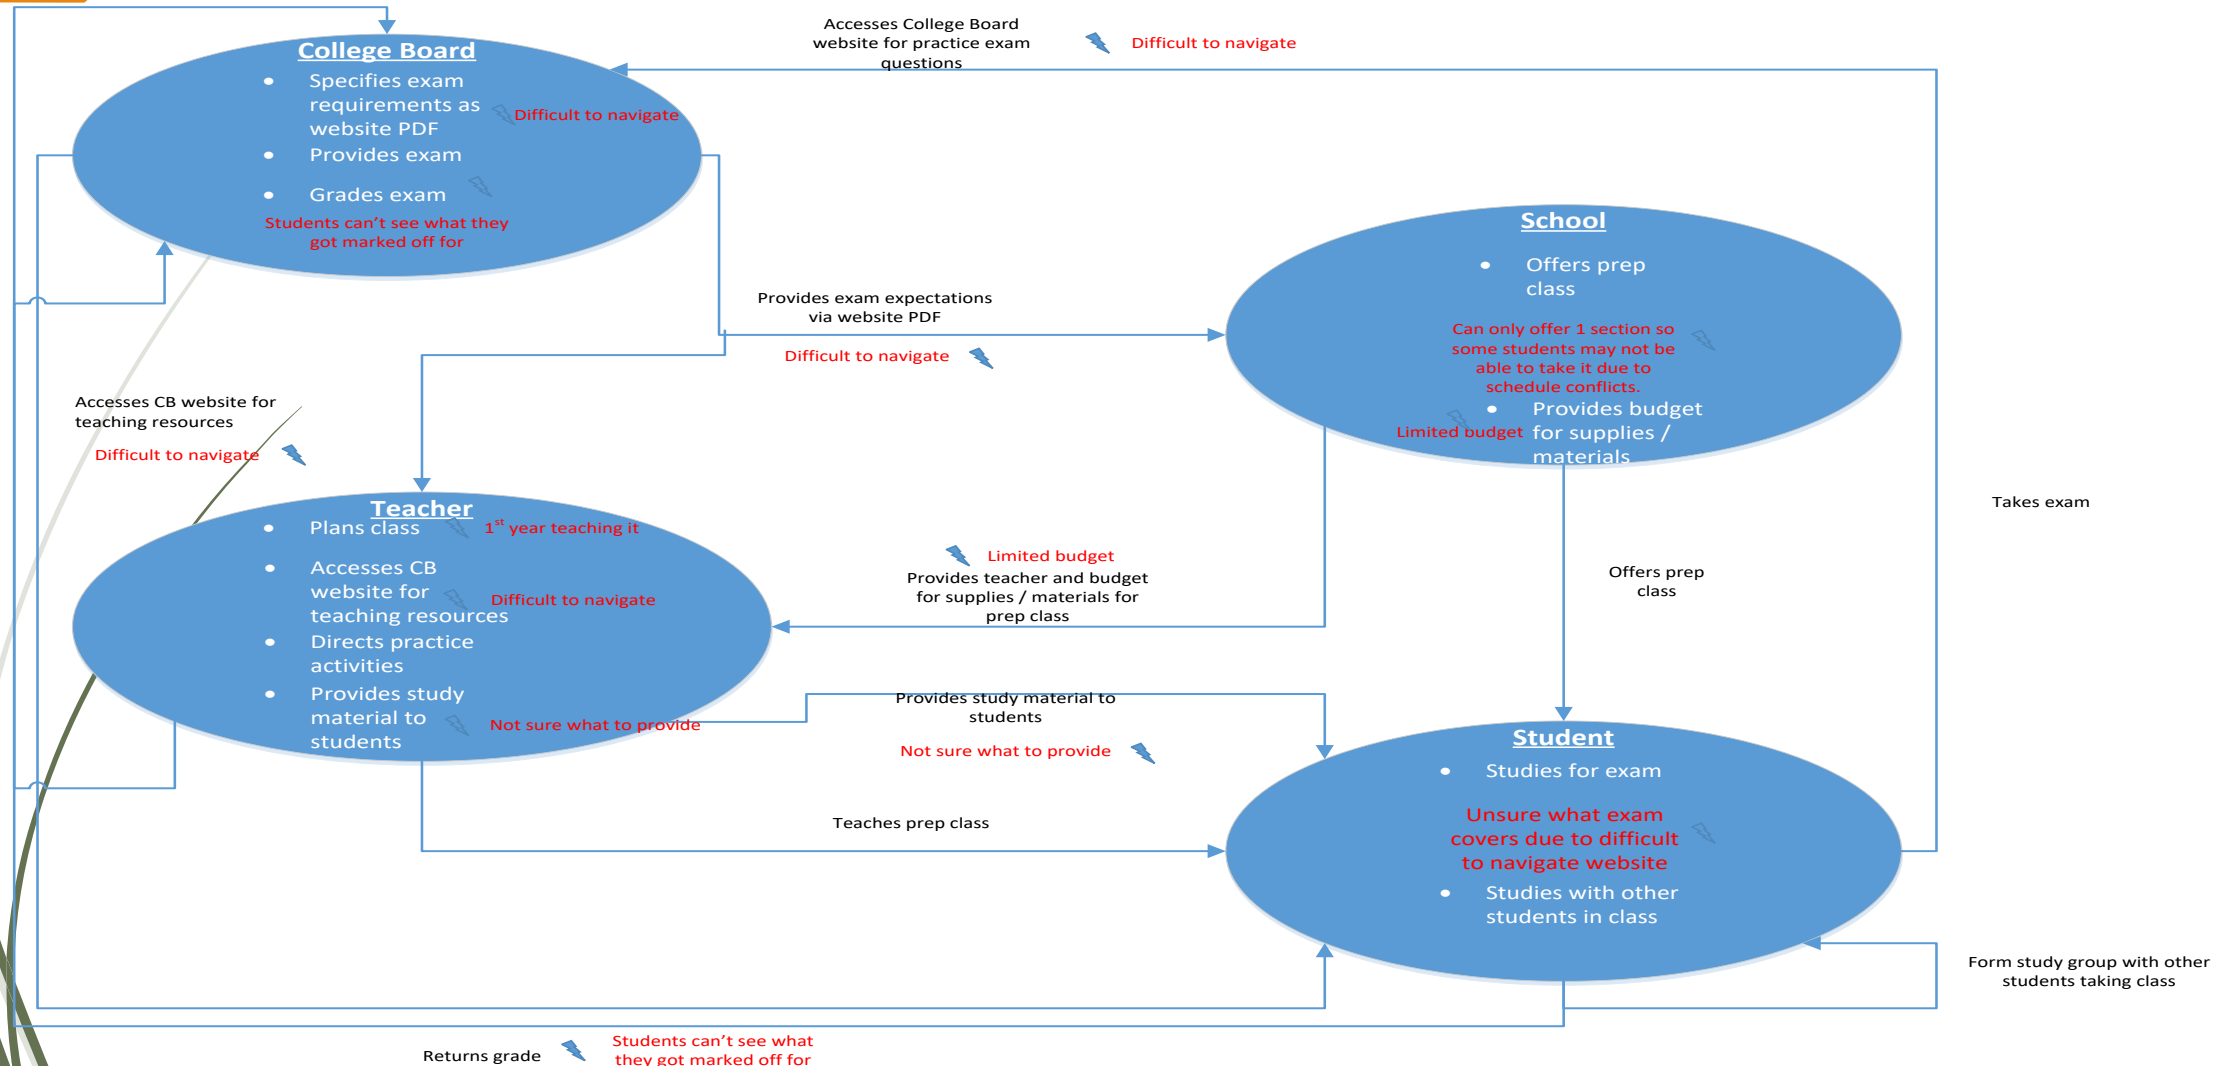 Accesses College Board
website for practice exam
questions
Difficult to navigate
College Board
• Specifies exam
requirements as
website PDF
Difficult to navigate
• Provides exam
• Grades exam
Students can’t see what they
got marked off for
School
• Offers prep
class
Can only offer 1 section so
some students may not be
able to take it due to
schedule conflicts.
• Provides budget
for supplies /
materials
Limited budget
Provides exam expectations
via website PDF
Difficult to navigate
Accesses CB website for
teaching resources
Difficult to navigate
Teacher
• Plans class
1st year teaching it
• Accesses CB
website for
teaching resources
Difficult to navigate
• Directs practice
activities
• Provides study
material to
students
Not sure what to provide
Limited budget
Provides teacher and budget
for supplies / materials for
prep class
Offers prep
class
Takes exam
Provides study material to
students
Not sure what to provide
Teaches prep class
Student
• Studies for exam
Unsure what exam
covers due to difficult
to navigate website
• Studies with other
students in class
Form study group with other
students taking class
Returns grade
Students can’t see what
they got marked off for